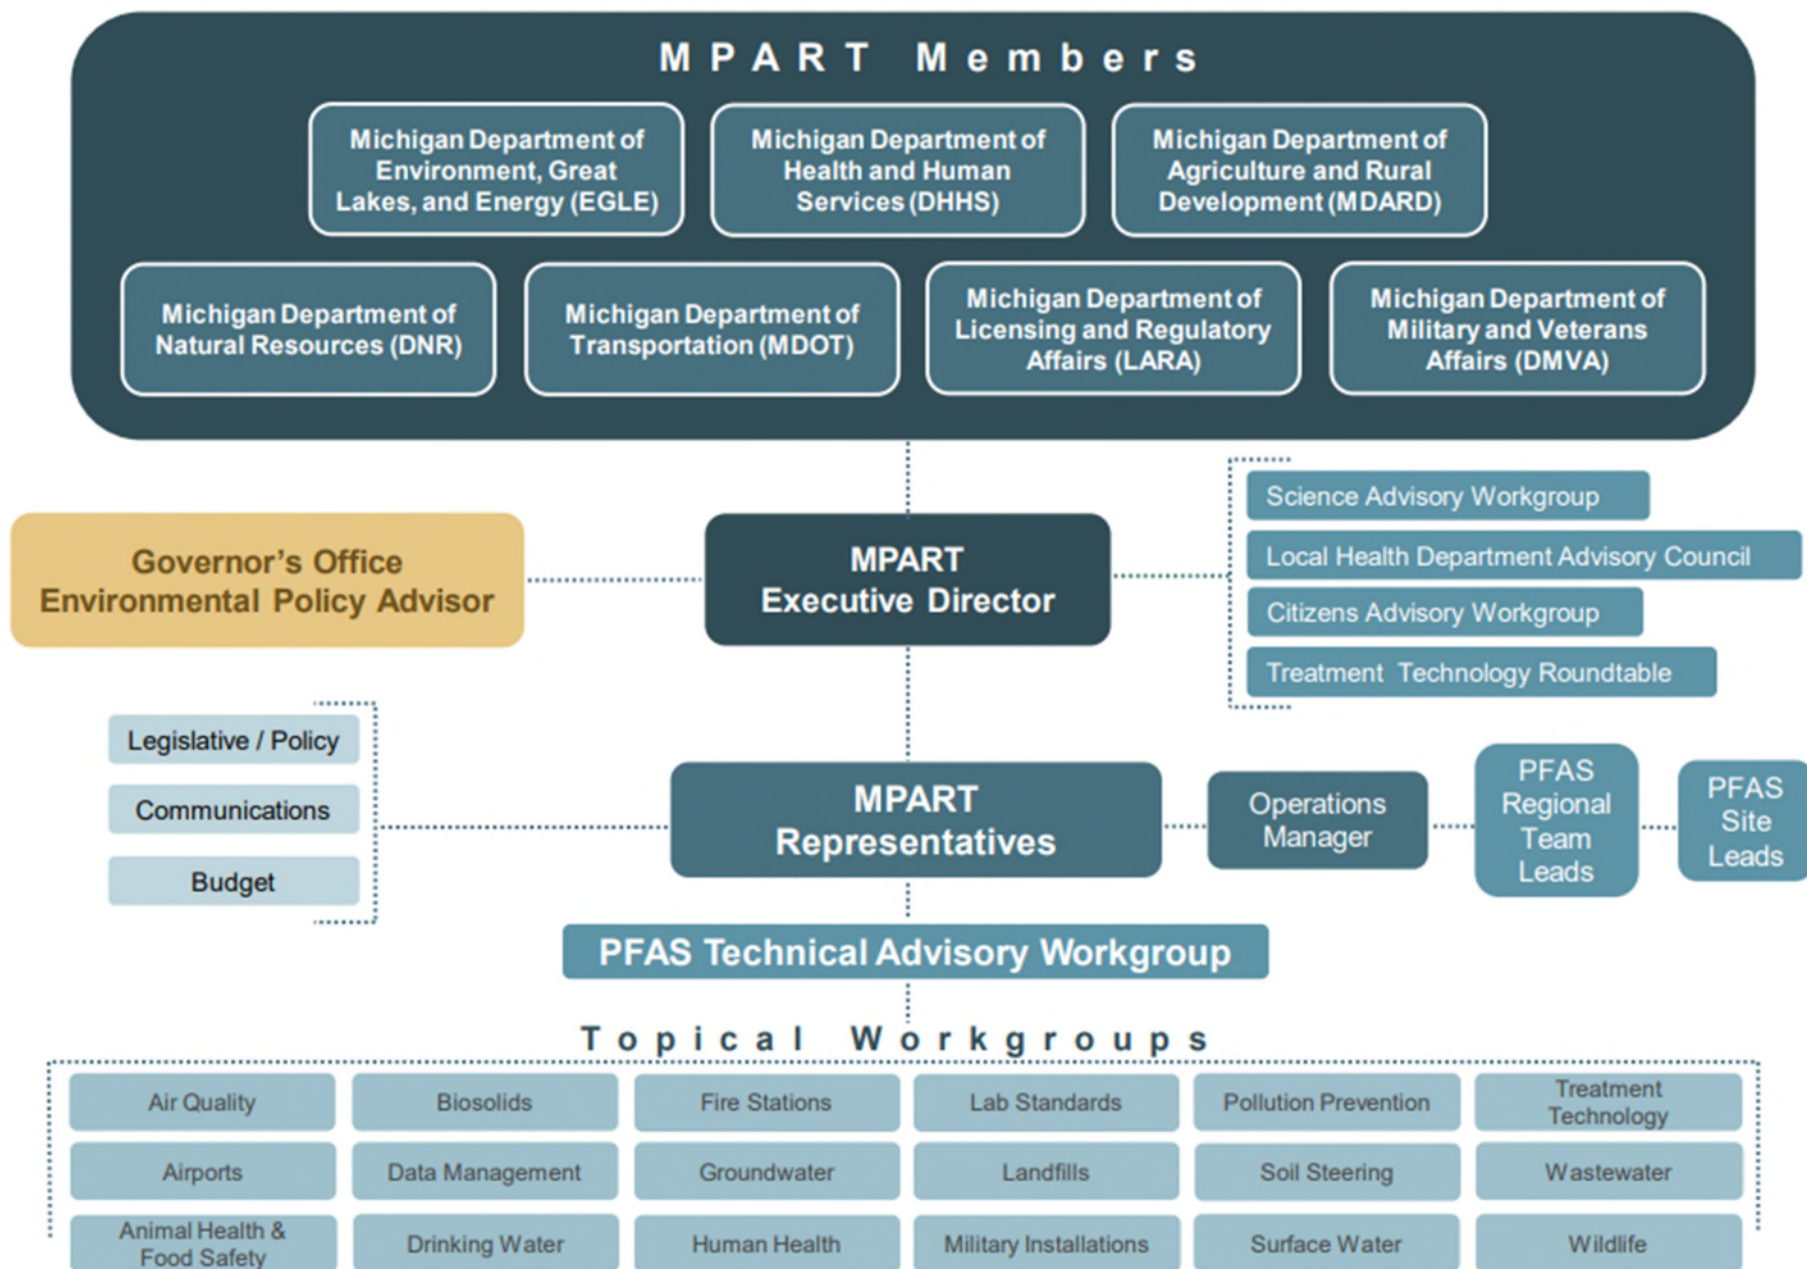 MPART Members
Michigan Department of
Environment, Great
Lakes, and Energy (EGLE)
Michigan Department of
Health and Human
Services (DHHS)
Michigan Department of
Agriculture and Rural
Development (MDARD)
Michigan Department of
Natural Resources (DNR)
Michigan Department of
Transportation (MDOT)
Michigan Department of
Licensing and Regulatory
Affairs (LARA)
Michigan Department of
Military and Veterans
Affairs (DMVA)
Governor's Office
Environmental Policy Advisor
MPART
Executive Director
Science Advisory Workgroup
Local Health Department Advisory Council
Citizens Advisory Workgroup
Treatment Technology Roundtable
Legislative / Policy
Communications
Budget
MPART
Representatives
Operations
Manager
PFAS
Regional
Team
Leads
PFAS
Site
Leads
PFAS Technical Advisory Workgroup
Topical Workgroups
Air Quality
Biosolids
Fire Stations
Lab Standards
Pollution Prevention
Treatment
Technology
Airports
Data Management
Groundwater
Landfills
Soil Steering
Wastewater
Animal Health &
Food Safety
Drinking Water
Human Health
Military Installations
Surface Water
Wildlife